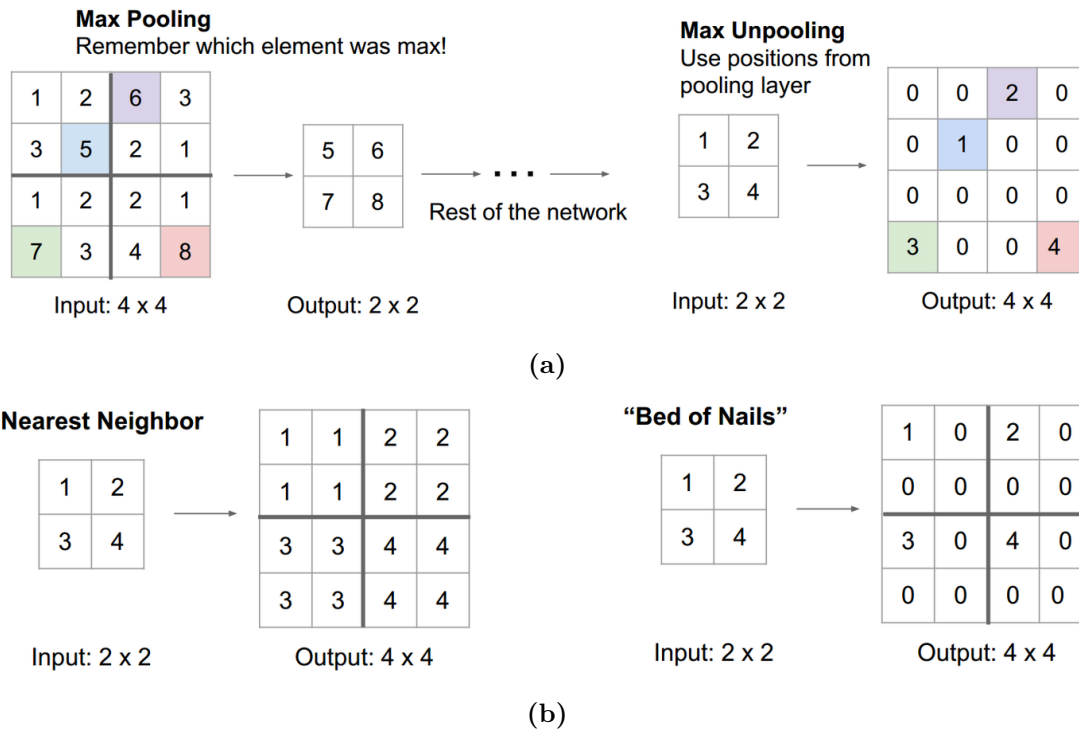 Max Pooling
Remember which element was max!
1 2 6 3
3 5 2 1
1 2 2 1
7 3 4 8
Input: 4 x 4
5 6
7 8
Output: 2 x 2
...
Rest of the network
Max Unpooling
Use positions from
pooling layer
1 2
3 4
Input: 2 x 2
0 0 2 0
0 1 0 0
0 0 0 0
3 0 0 4
Output: 4 x 4
(a)
Nearest Neighbor
1 2
3 4
Input: 2 x 2
1 1 2 2
1 1 2 2
3 3 4 4
3 3 4 4
Output: 4 x 4
“Bed of Nails”
1 2
3 4
Input: 2 x 2
1 0 2 0
0 0 0 0
3 0 4 0
0 0 0 0
Output: 4 x 4
(b)